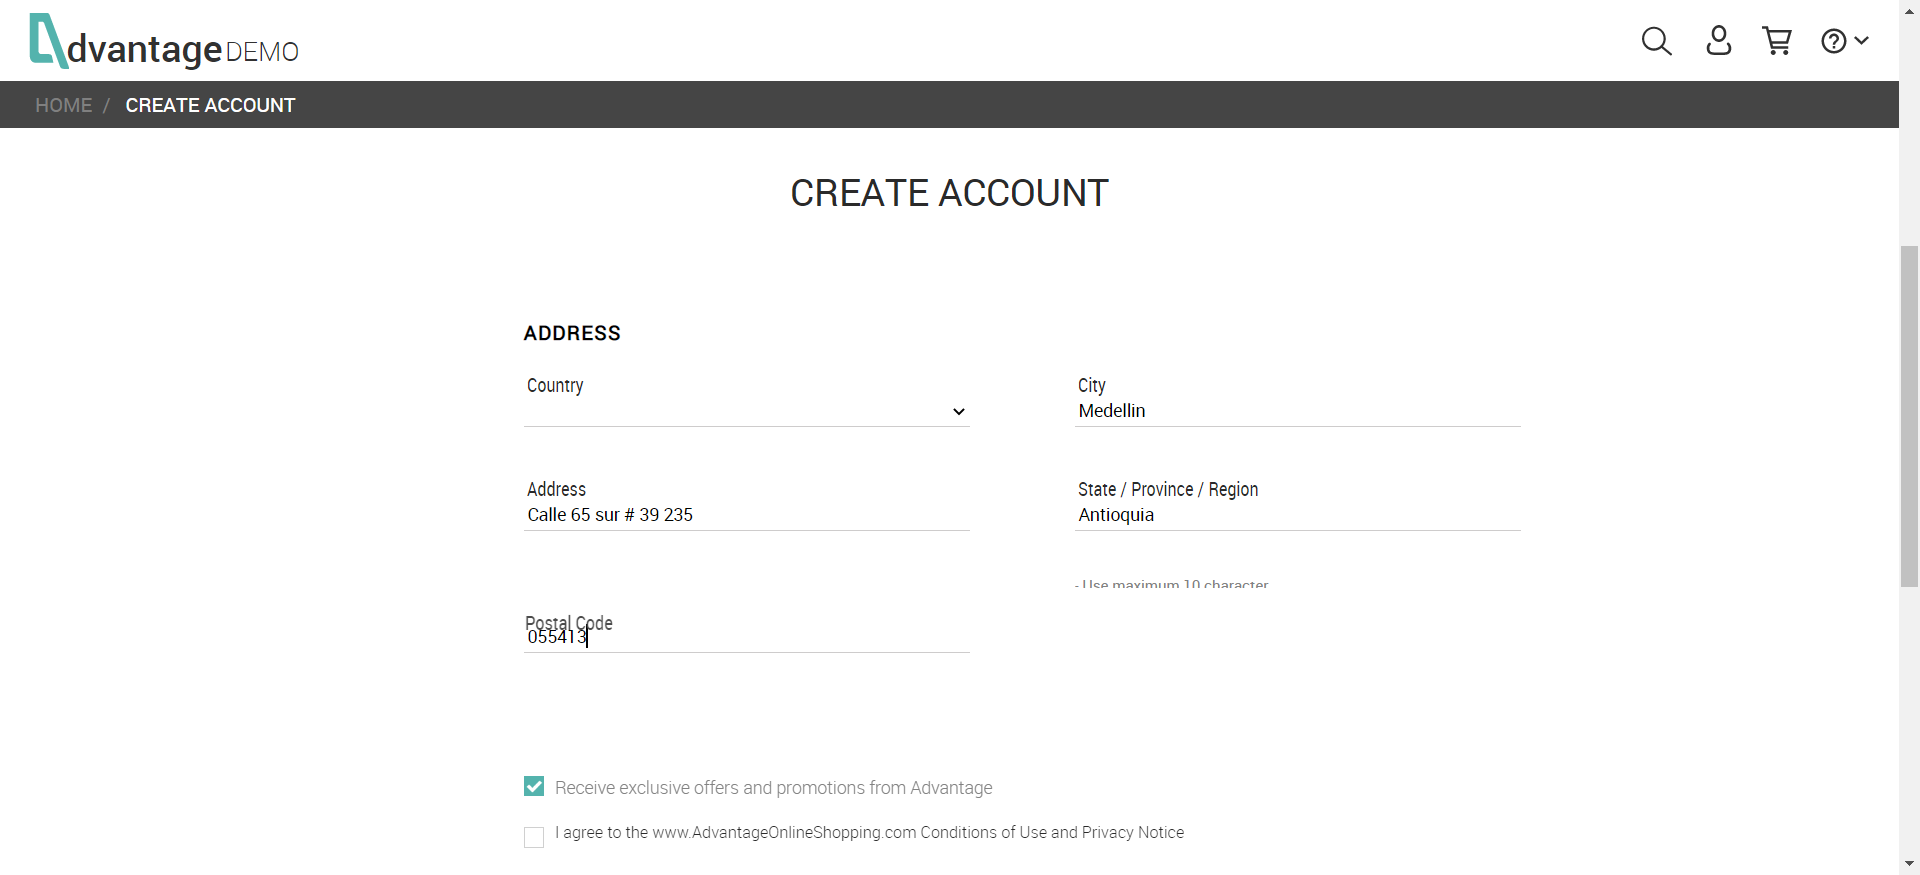 dvantage DEMO
HOME / CREATE ACCOUNT
CREATE ACCOUNT
ADDRESS
Country
City
Medellin
Address
Calle 65 sur # 39 235
State / Province / Region
Antioquia
- Use maximum 10 character
Postal Code
055413
Receive exclusive offers and promotions from Advantage
I agree to the www.AdvantageOnlineShopping.com Conditions of Use and Privacy Notice